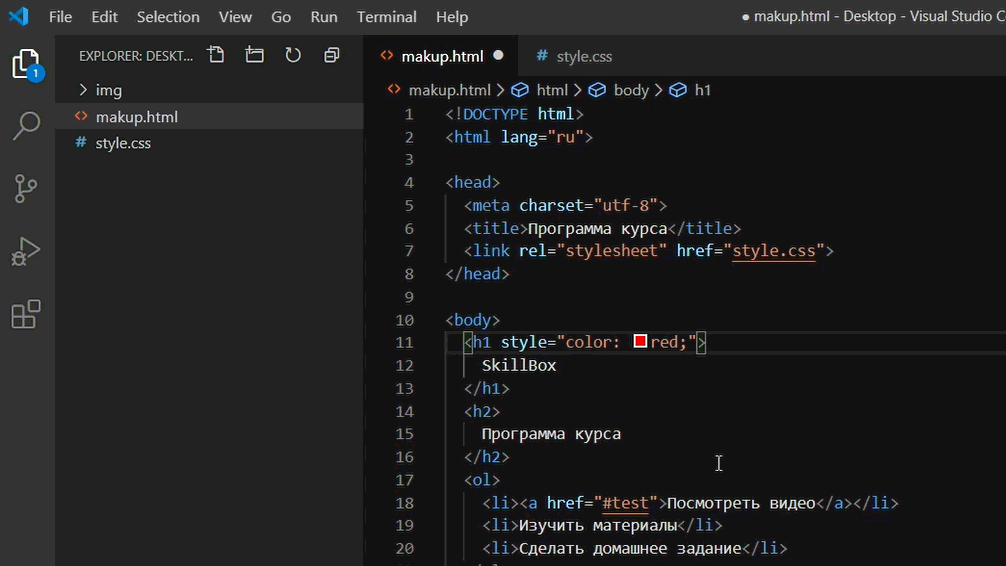 File Edit Selection View Go Run Terminal Help
● makup.html - Desktop - Visual Studio C
EXPLORER: DESKT...
1
img
makup.html
# style.css
makup.html ●
# style.css
makup.html > html > body > h1
1 <!DOCTYPE html>
2 <html lang="ru">
3
4 <head>
5 <meta charset="utf-8">
6 <title>Программа курса</title>
7 <link rel="stylesheet" href="style.css">
8 </head>
9
10 <body>
11 <h1 style="color: red;">
12 SkillBox
13 </h1>
14 <h2>
15 Программа курса
16 </h2>
17 <ol>
18 <li><a href="#test">Посмотреть видео</a></li>
19 <li>Изучить материалы</li>
20 <li>Сделать домашнее задание</li>